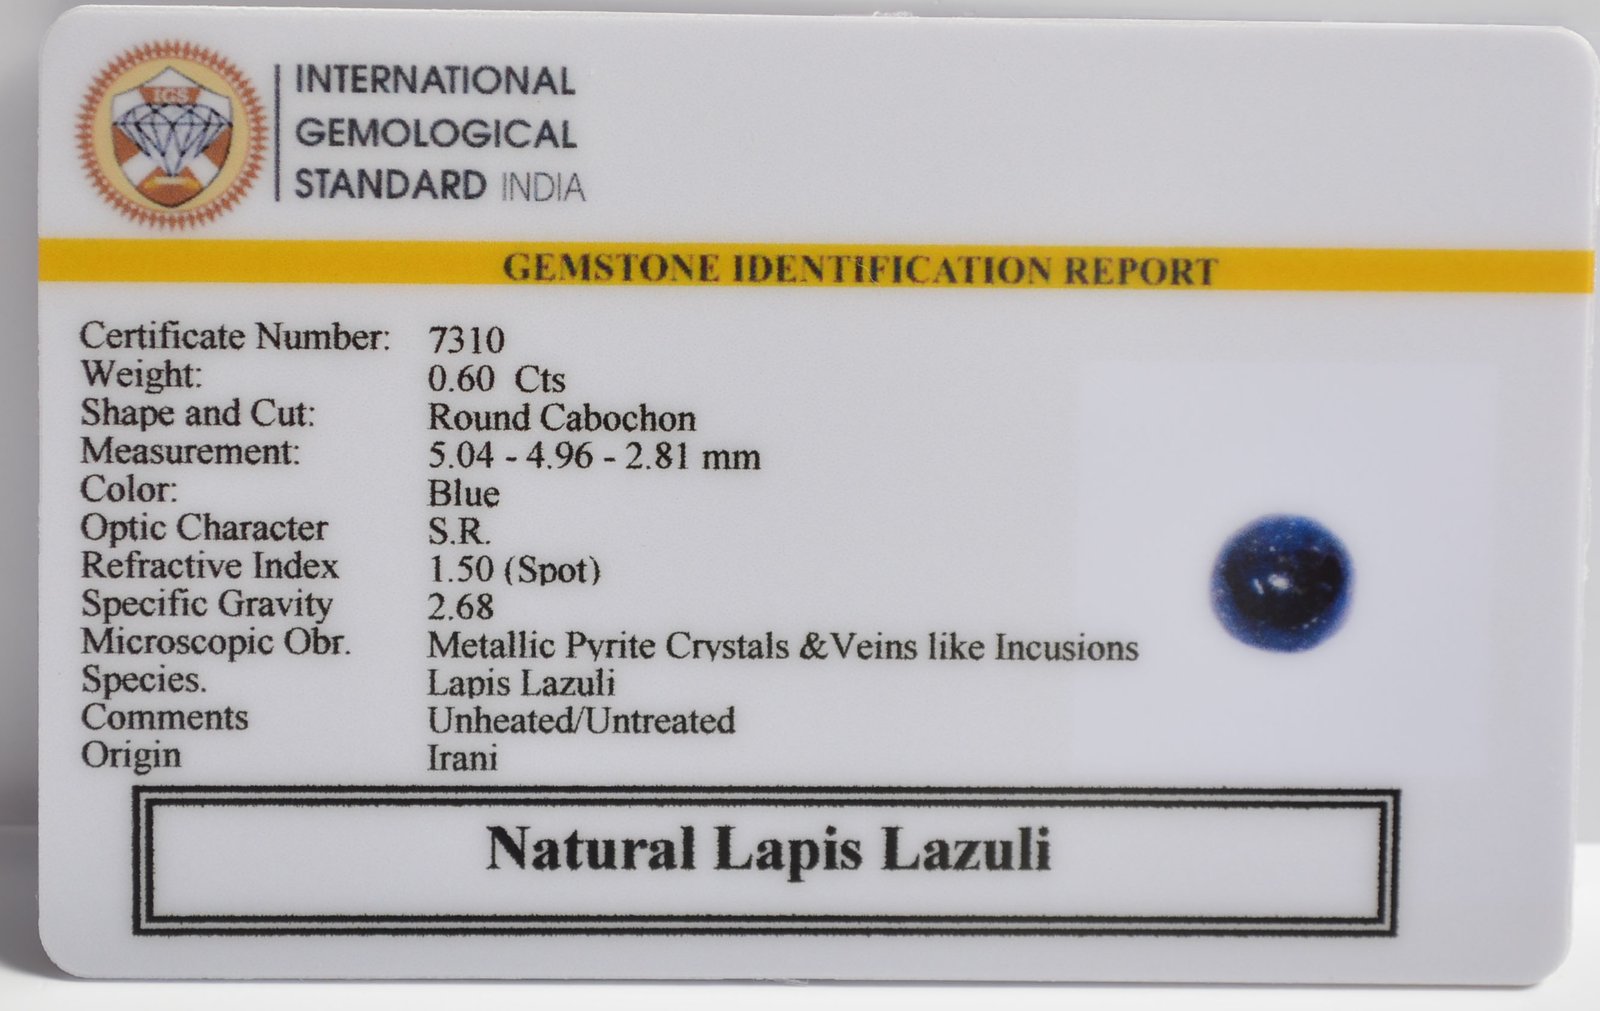 IGS
INTERNATIONAL
GEMOLOGICAL
STANDARD INDIA
GEMSTONE IDENTIFICATION REPORT
Certificate Number: 7310
Weight: 0.60 Cts
Shape and Cut: Round Cabochon
Measurement: 5.04 - 4.96 - 2.81 mm
Color: Blue
Optic Character S.R.
Refractive Index 1.50 (Spot)
Specific Gravity 2.68
Microscopic Obr. Metallic Pyrite Crystals &Veins like Incusions
Species. Lapis Lazuli
Comments Unheated/Untreated
Origin Irani
Natural Lapis Lazuli